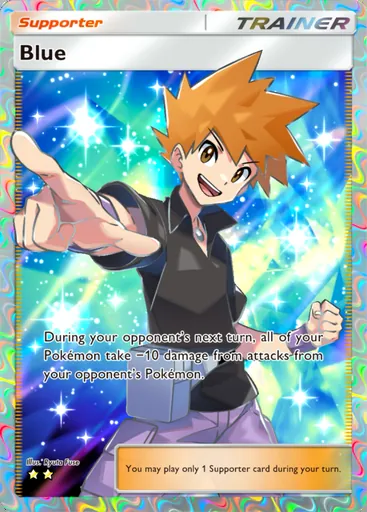 Supporter
TRAINER
Blue
During your opponent's next turn, all of your
Pokémon take −10 damage from attacks from
your opponent's Pokémon.
Illus. Ryuta Fuse
You may play only 1 Supporter card during your turn.